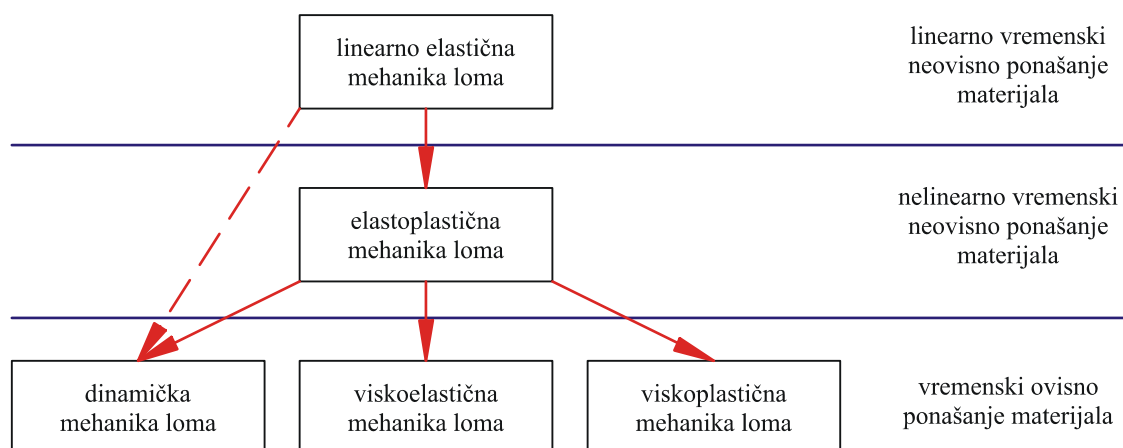 linearno elastična
mehanika loma
linearno vremenski
neovisno ponašanje
materijala
elastoplastična
mehanika loma
nelinearno vremenski
neovisno ponašanje
materijala
dinamička
mehanika loma
viskoelastična
mehanika loma
viskoplastična
mehanika loma
vremenski ovisno
ponašanje materijala